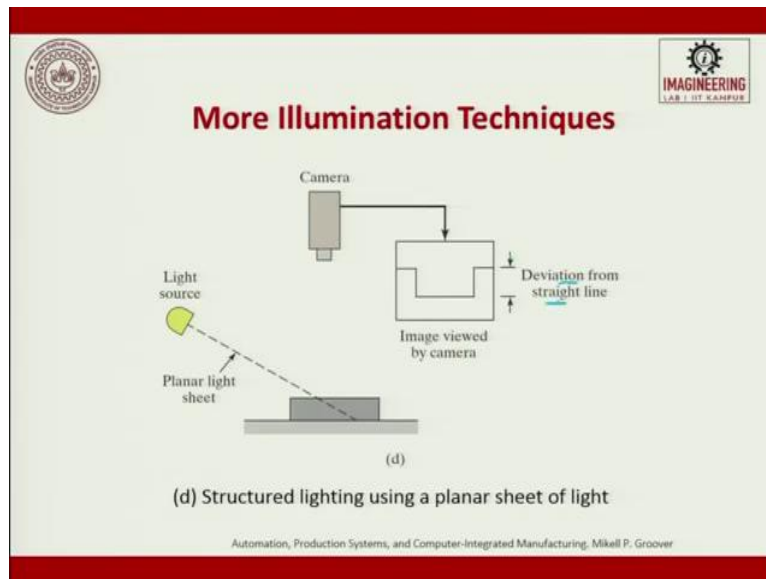 IMAGINEERING
LAB | IIT KANPUR
More Illumination Techniques
Camera
Light
source
Deviation from
straight line
Image viewed
by camera
Planar light
sheet
(d)
(d) Structured lighting using a planar sheet of light
Automation, Production Systems, and Computer-Integrated Manufacturing. Mikell P. Groover